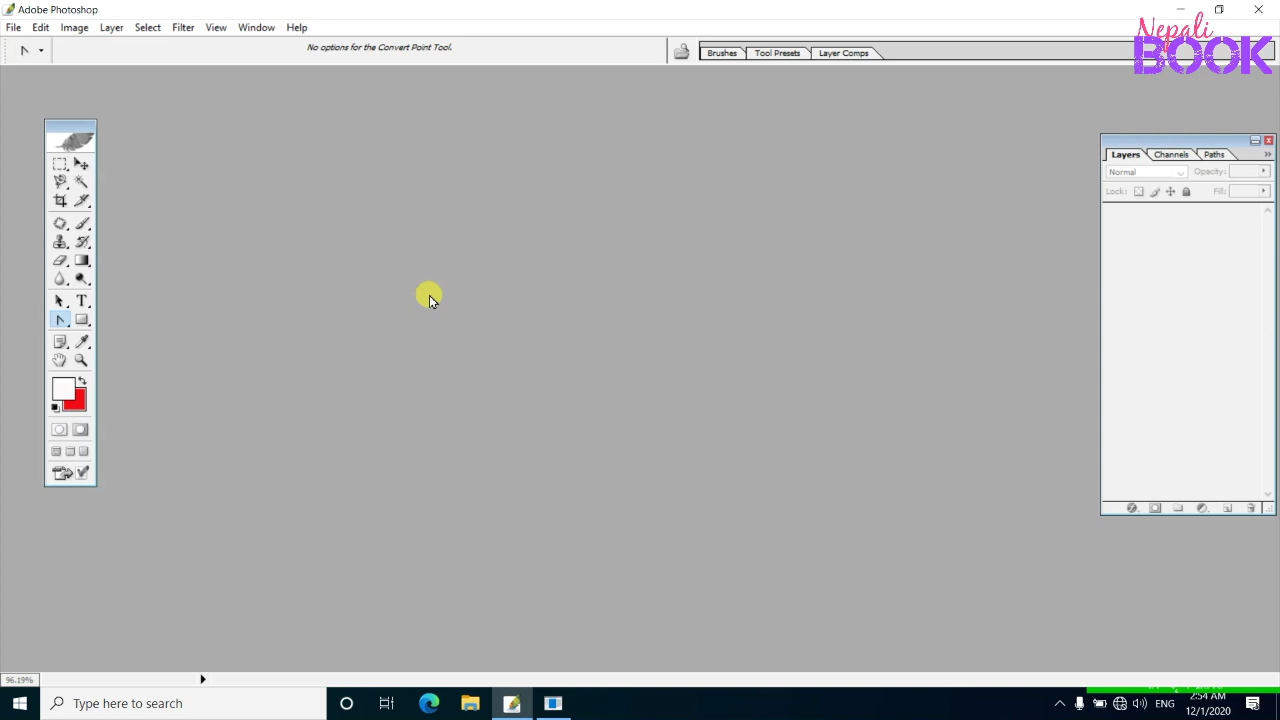 Adobe Photoshop
Nepali
BOOK
File Edit Image Layer Select Filter View Window Help
No options for the Convert Point Tool.
Brushes Tool Presets Layer Comps
Layers Channels Paths
Normal Opacity:
Lock: Fill:
T
96.19%
Type here to search
ENG
2:54 AM
12/1/2020